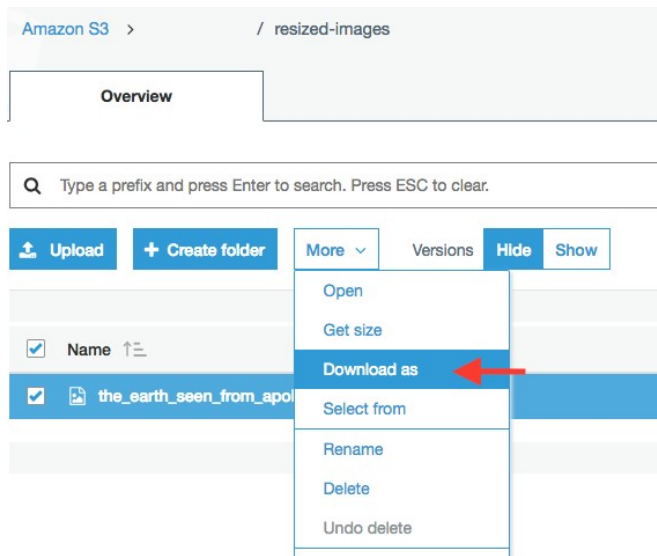 Amazon S3 > / resized-images
Overview
Type a prefix and press Enter to search. Press ESC to clear.
Upload + Create folder More Versions Hide Show
Open
Get size
Name
Download as
the_earth_seen_from_apol
Select from
Rename
Delete
Undo delete